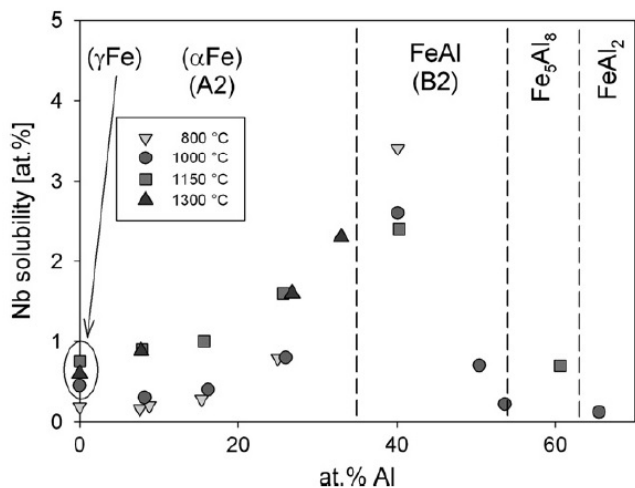 5
(γFe)
(αFe)
(A2)
FeAl
(B2)
Fe₅Al₈
FeAl₂
4
800 °C
1000 °C
1150 °C
1300 °C
3
Nb solubility [at.%]
2
1
0
0
20
40
60
at.% Al